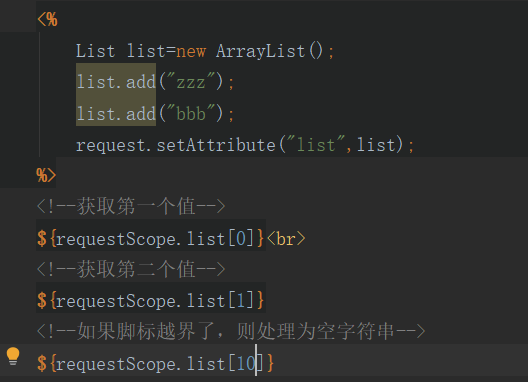 <%
List list=new ArrayList();
list.add("zzz");
list.add("bbb");
request.setAttribute("list",list);
%>
<!--获取第一个值-->
${requestScope.list[0]}<br>
<!--获取第二个值-->
${requestScope.list[1]}
<!--如果脚标越界了，则处理为空字符串-->
${requestScope.list[10]}